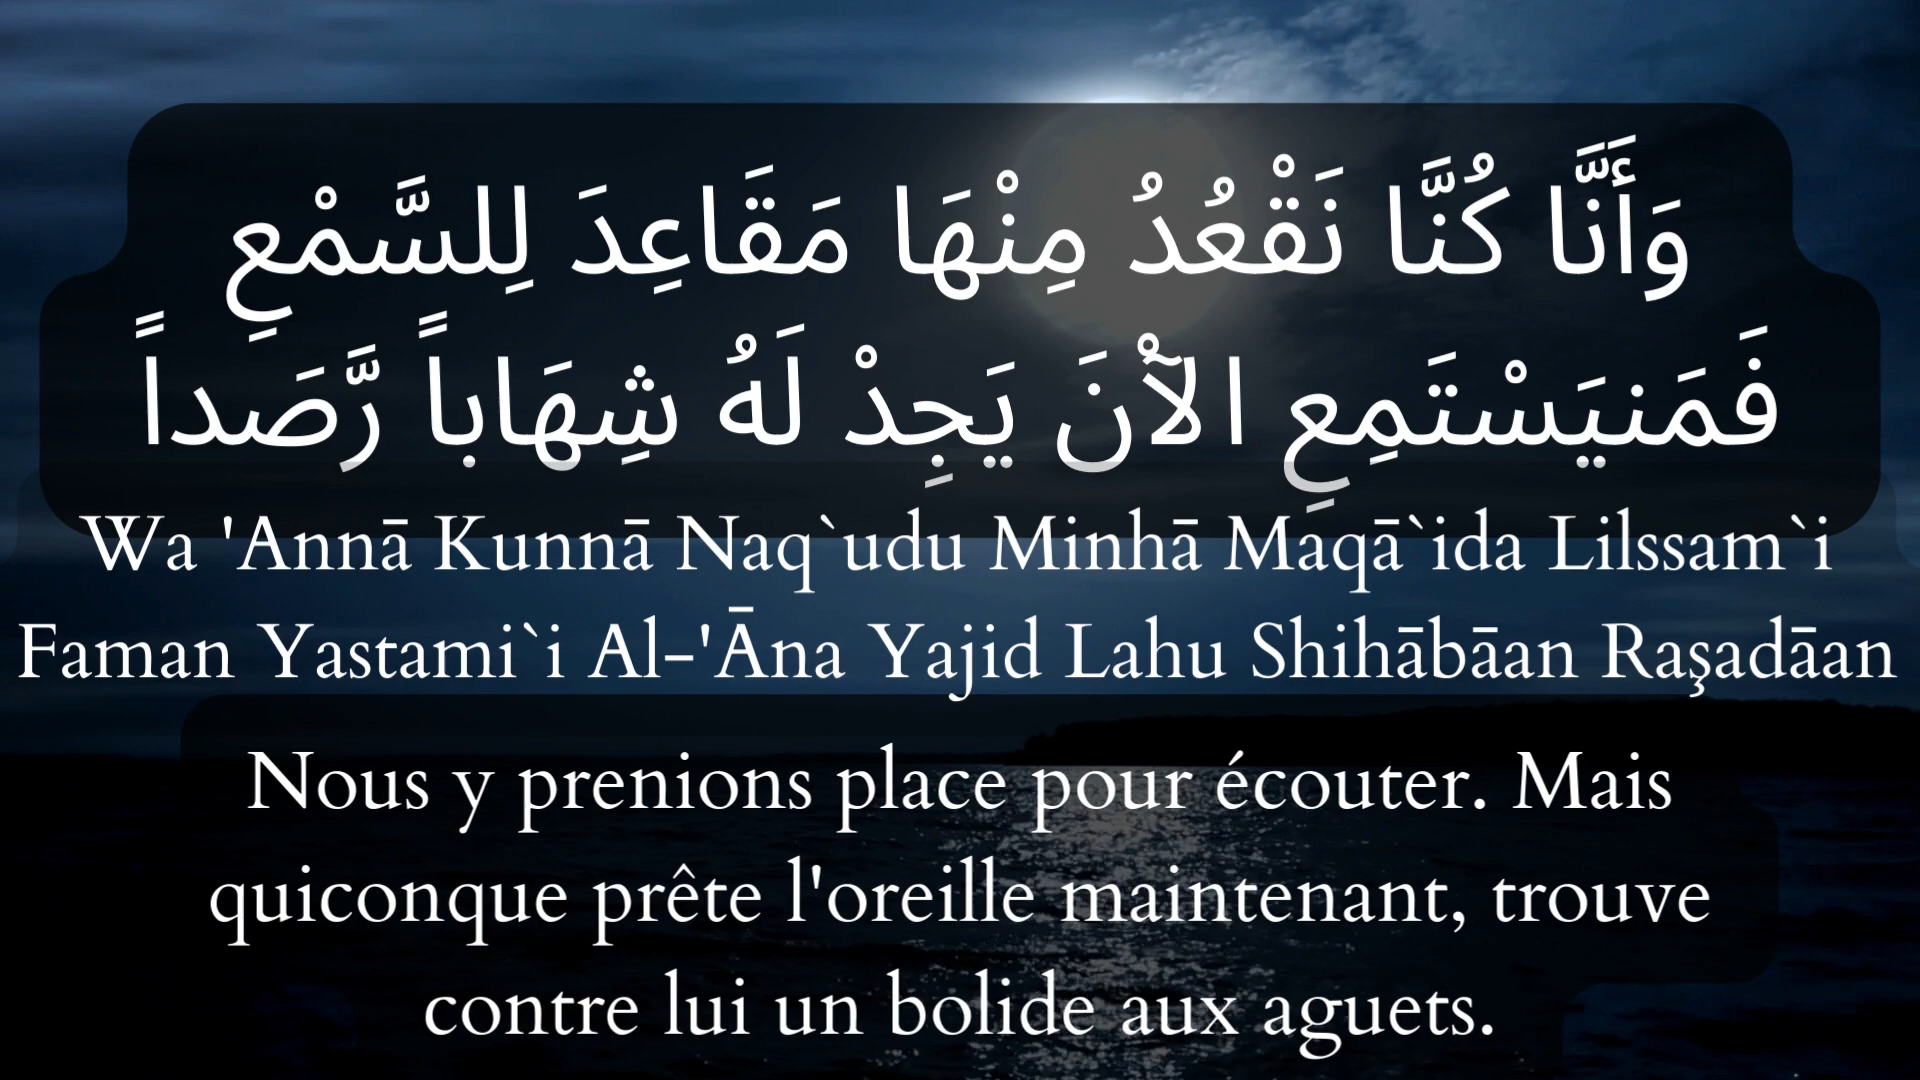 وَأَنَّا كُنَّا نَقْعُدُ مِنْهَا مَقَاعِدَ لِلسَّمْعِ
فَمَنيَسْتَمِعِ الآْنَ يَجِدْ لَهُ شِهَاباً رَّصَداً
Wa 'Annā Kunnā Naq`udu Minhā Maqā`ida Lilssam`i
Faman Yastami`i Al-'Āna Yajid Lahu Shihābāan Raşadāan
Nous y prenions place pour écouter. Mais
quiconque prête l'oreille maintenant, trouve
contre lui un bolide aux aguets.